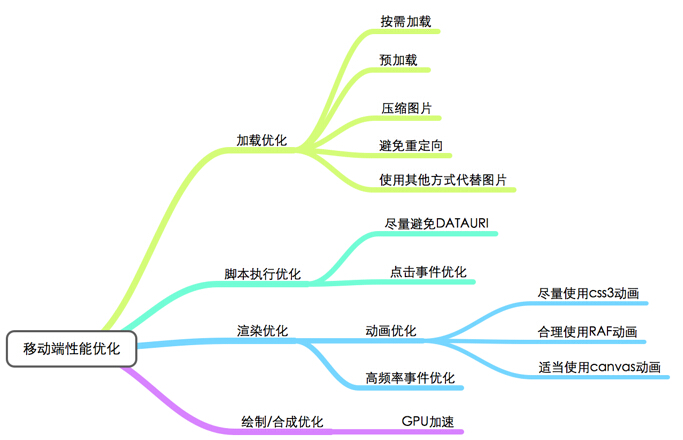 按需加载
预加载
压缩图片
加载优化
避免重定向
使用其他方式代替图片
尽量避免DATAURI
脚本执行优化
点击事件优化
尽量使用css3动画
渲染优化
动画优化
合理使用RAF动画
移动端性能优化
适当使用canvas动画
高频率事件优化
绘制/合成优化
GPU加速